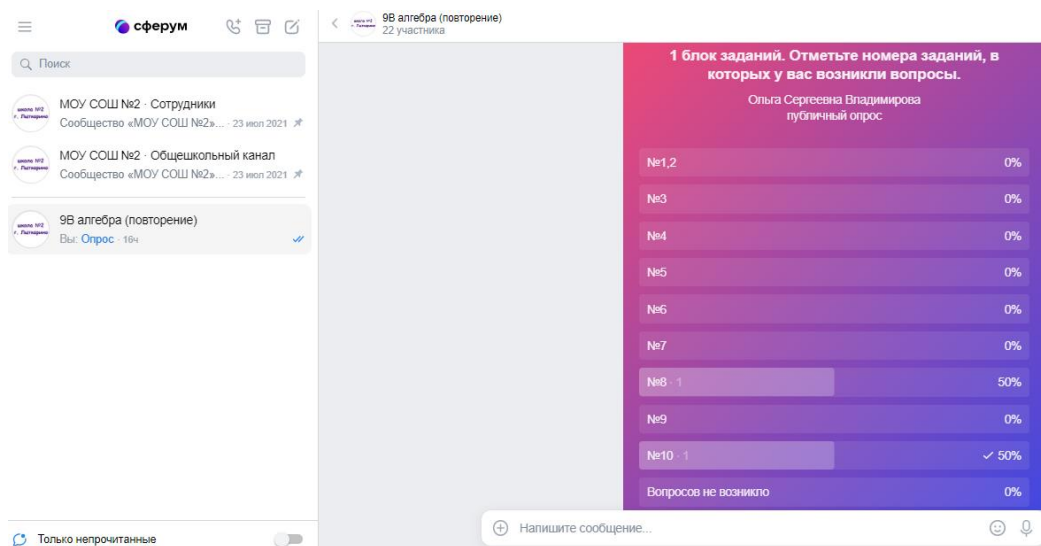 сферум
Поиск
МОУ СОШ №2 · Сотрудники
Сообщество «МОУ СОШ №2»... · 23 июл 2021
МОУ СОШ №2 · Общешкольный канал
Сообщество «МОУ СОШ №2»... · 23 июл 2021
9В алгебра (повторение)
Вы: Опрос · 16ч
Только непрочитанные
9В алгебра (повторение)
22 участника
1 блок заданий. Отметьте номера заданий, в
которых у вас возникли вопросы.
Ольга Сергеевна Владимирова
публичный опрос
№1,2 0%
№3 0%
№4 0%
№5 0%
№6 0%
№7 0%
№8 · 1 50%
№9 0%
№10 · 1 50%
Вопросов не возникло 0%
Напишите сообщение...